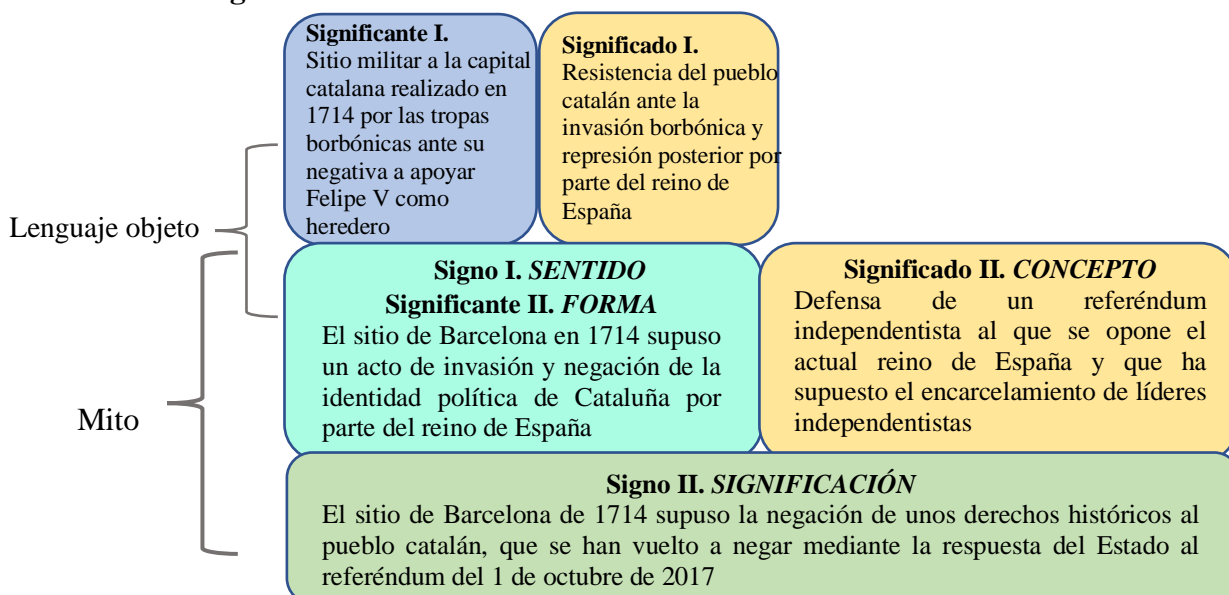 Significante I.
Sitio militar a la capital
catalana realizado en
1714 por las tropas
borbónicas ante su
negativa a apoyar
Felipe V como
heredero
Significado I.
Resistencia del pueblo
catalán ante la
invasión borbónica y
represión posterior por
parte del reino de
España
Lenguaje objeto
Signo I. SENTIDO
Significante II. FORMA
El sitio de Barcelona en 1714 supuso
un acto de invasión y negación de la
identidad política de Cataluña por
parte del reino de España
Significado II. CONCEPTO
Defensa de un referéndum
independentista al que se opone el
actual reino de España y que ha
supuesto el encarcelamiento de líderes
independentistas
Mito
Signo II. SIGNIFICACIÓN
El sitio de Barcelona de 1714 supuso la negación de unos derechos históricos al
pueblo catalán, que se han vuelto a negar mediante la respuesta del Estado al
referéndum del 1 de octubre de 2017